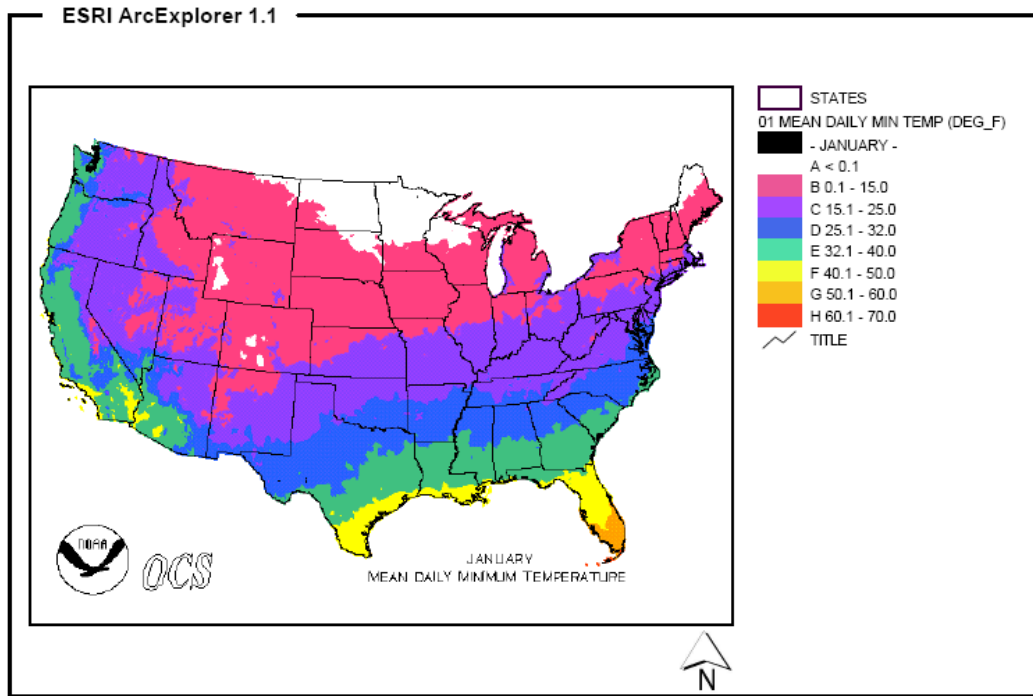 ESRI ArcExplorer 1.1
STATES
01 MEAN DAILY MIN TEMP (DEG_F)
- JANUARY -
A < 0.1
B 0.1 - 15.0
C 15.1 - 25.0
D 25.1 - 32.0
E 32.1 - 40.0
F 40.1 - 50.0
G 50.1 - 60.0
H 60.1 - 70.0
TITLE
NOAA
OCS
JANUARY
MEAN DAILY MINIMUM TEMPERATURE
N